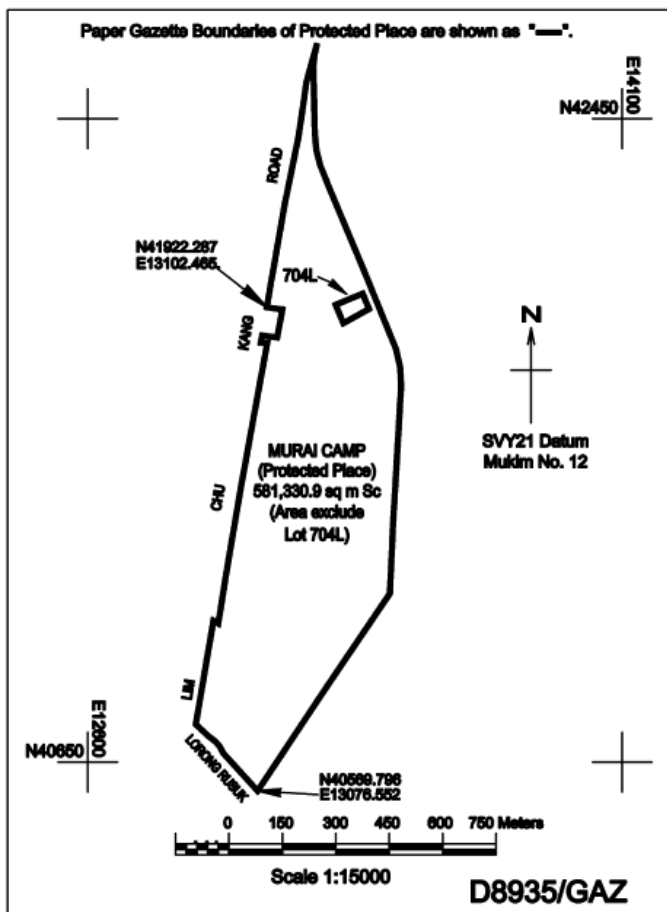 Paper Gazette Boundaries of Protected Place are shown as "━".
E14100
N42450
ROAD
N41922.287
E13102.465.
704L
KANG
N
SVY21 Datum
Mukim No. 12
MURAI CAMP
(Protected Place)
581,330.9 sq m Sc
(Area exclude
Lot 704L)
CHU
LIM
E12600
N40650
LORONG RUSUK
N40569.796
E13076.552
0 150 300 450 600 750 Meters
Scale 1:15000
D8935/GAZ